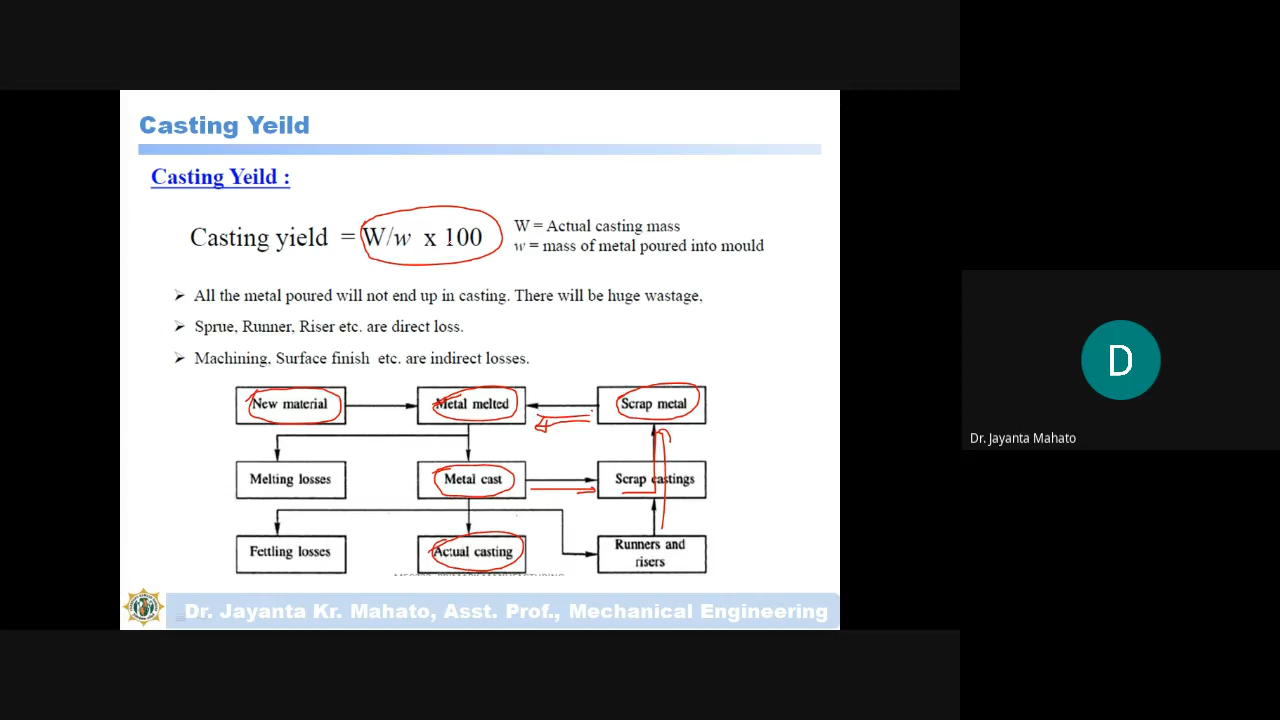 Casting Yeild
Casting Yeild :
Casting yield = W/w x 100
W = Actual casting mass
w = mass of metal poured into mould
➢ All the metal poured will not end up in casting. There will be huge wastage,
➢ Sprue, Runner, Riser etc. are direct loss.
➢ Machining, Surface finish etc. are indirect losses.
New material
Metal melted
Scrap metal
Melting losses
Metal cast
Scrap castings
Fettling losses
Actual casting
Runners and
risers
Dr. Jayanta Kr. Mahato, Asst. Prof., Mechanical Engineering
D
Dr. Jayanta Mahato